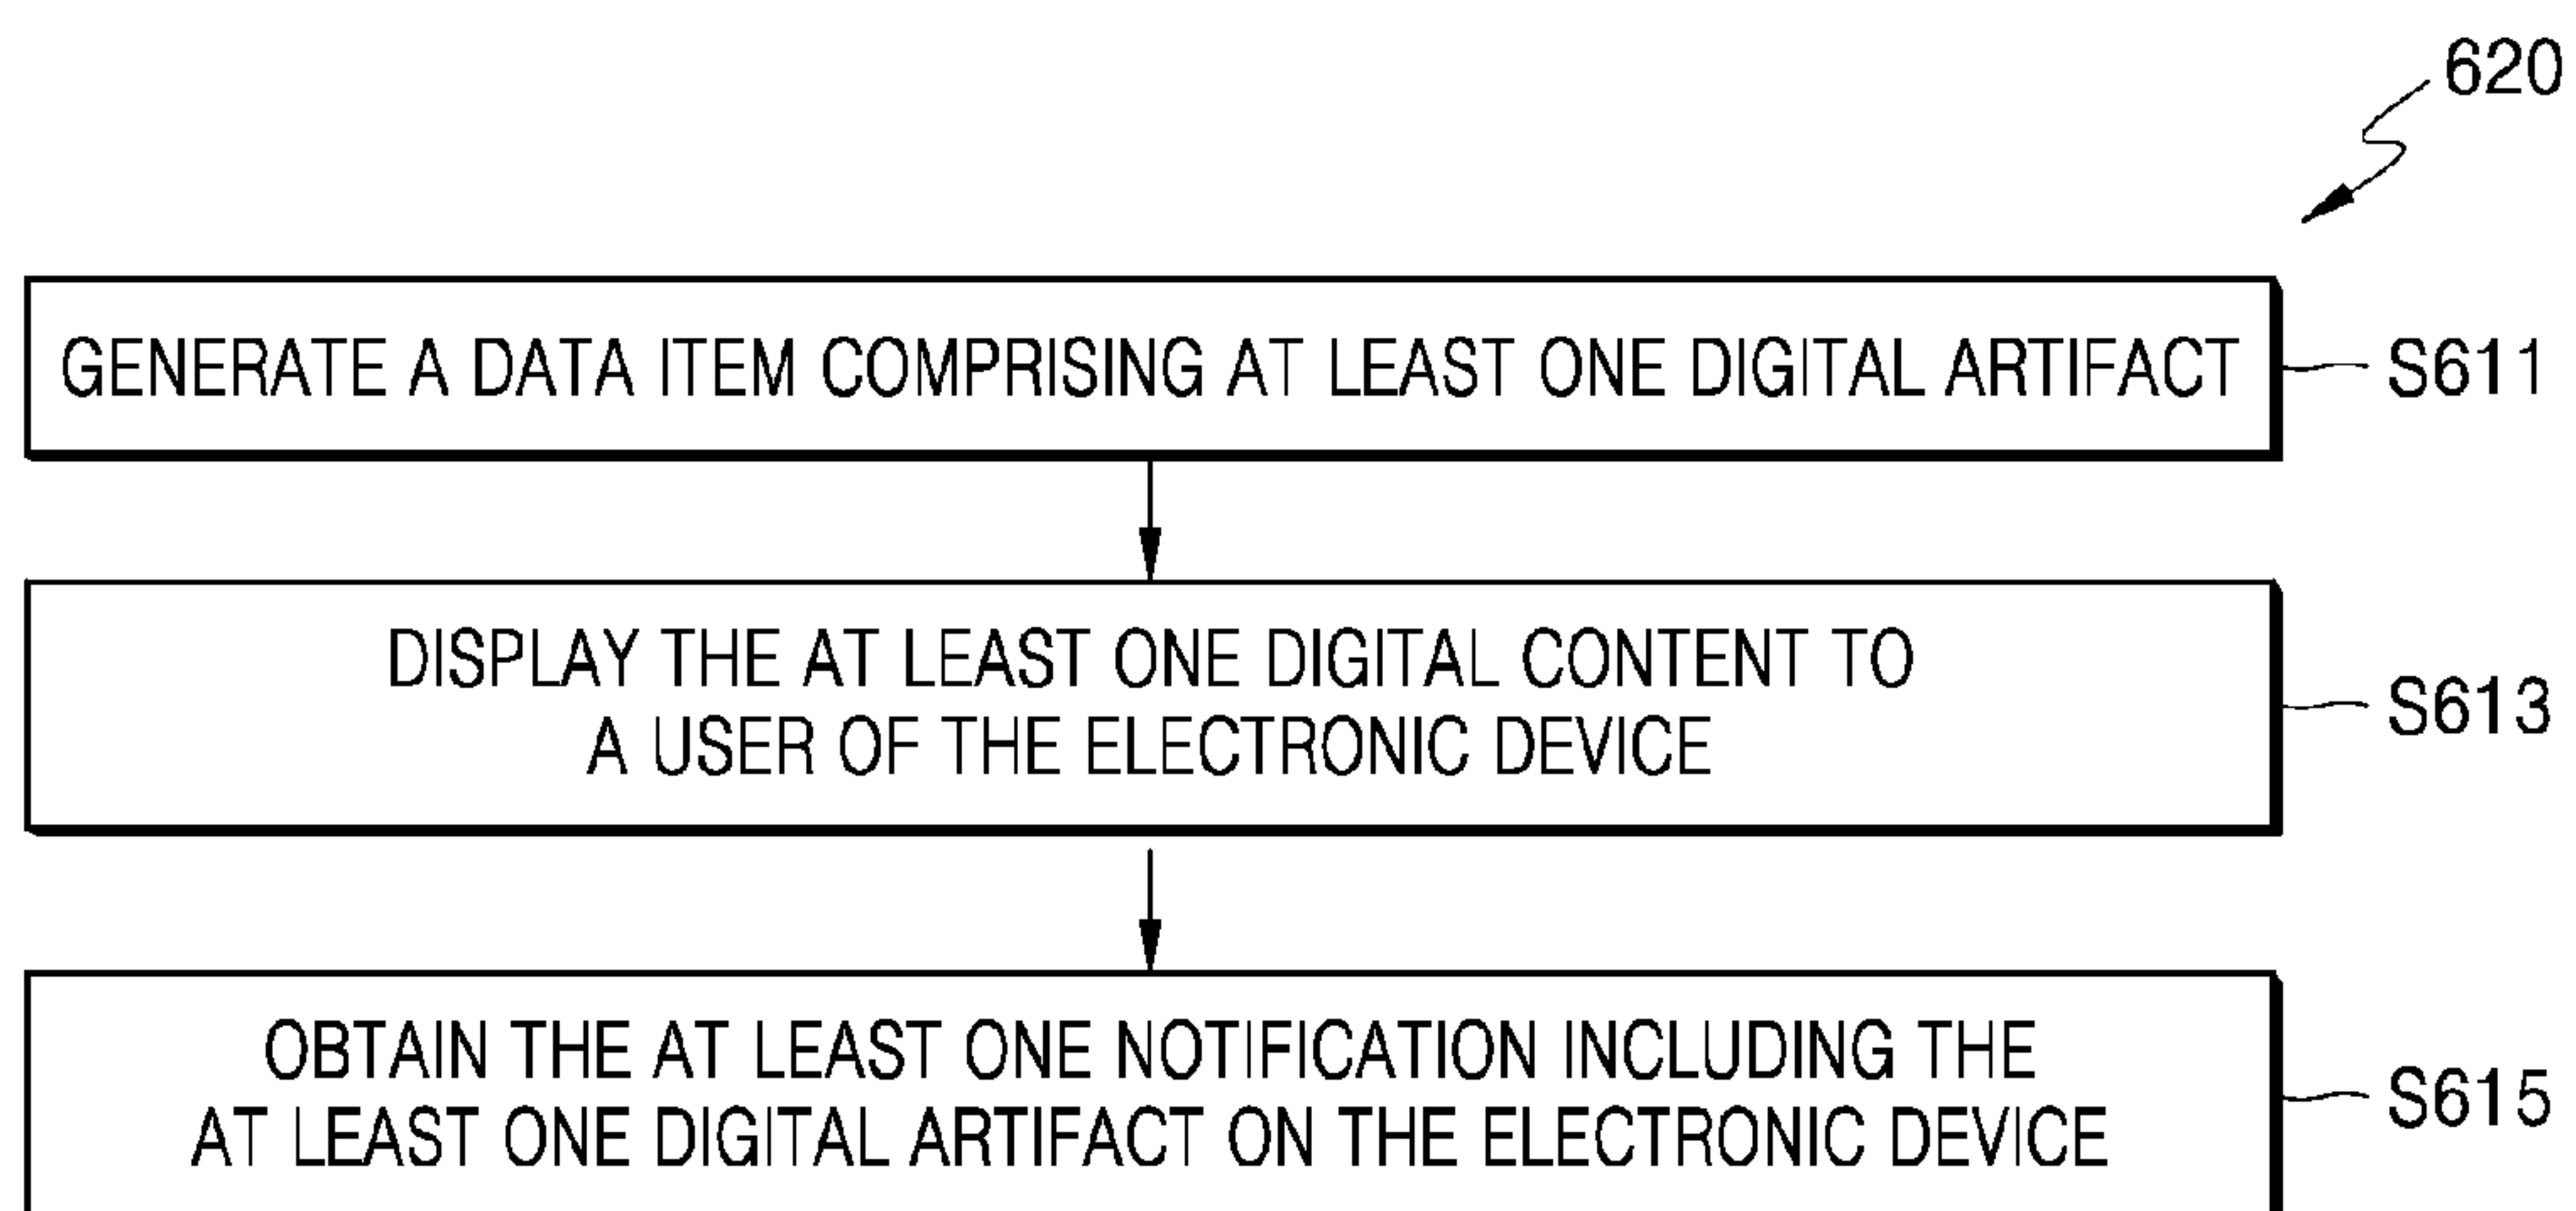 620
GENERATE A DATA ITEM COMPRISING AT LEAST ONE DIGITAL ARTIFACT
S611
DISPLAY THE AT LEAST ONE DIGITAL CONTENT TO
A USER OF THE ELECTRONIC DEVICE
S613
OBTAIN THE AT LEAST ONE NOTIFICATION INCLUDING THE
AT LEAST ONE DIGITAL ARTIFACT ON THE ELECTRONIC DEVICE
S615